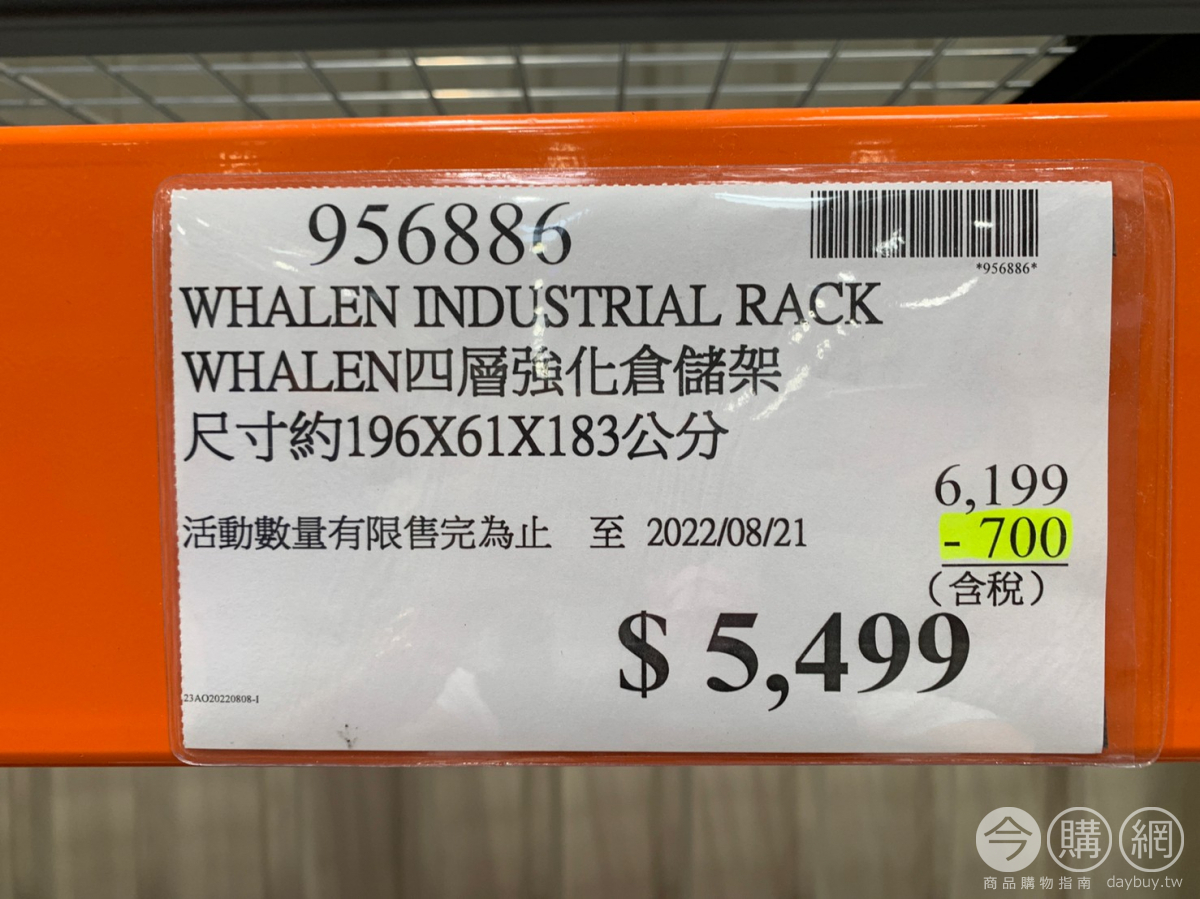 956886
*956886*
WHALEN INDUSTRIAL RACK
WHALEN四層強化倉儲架
尺寸約196X61X183公分
6,199
活動數量有限售完為止 至 2022/08/21
- 700
(含稅)
$ 5,499
23AO20220808-1
今購網
商品購物指南 daybuy.tw